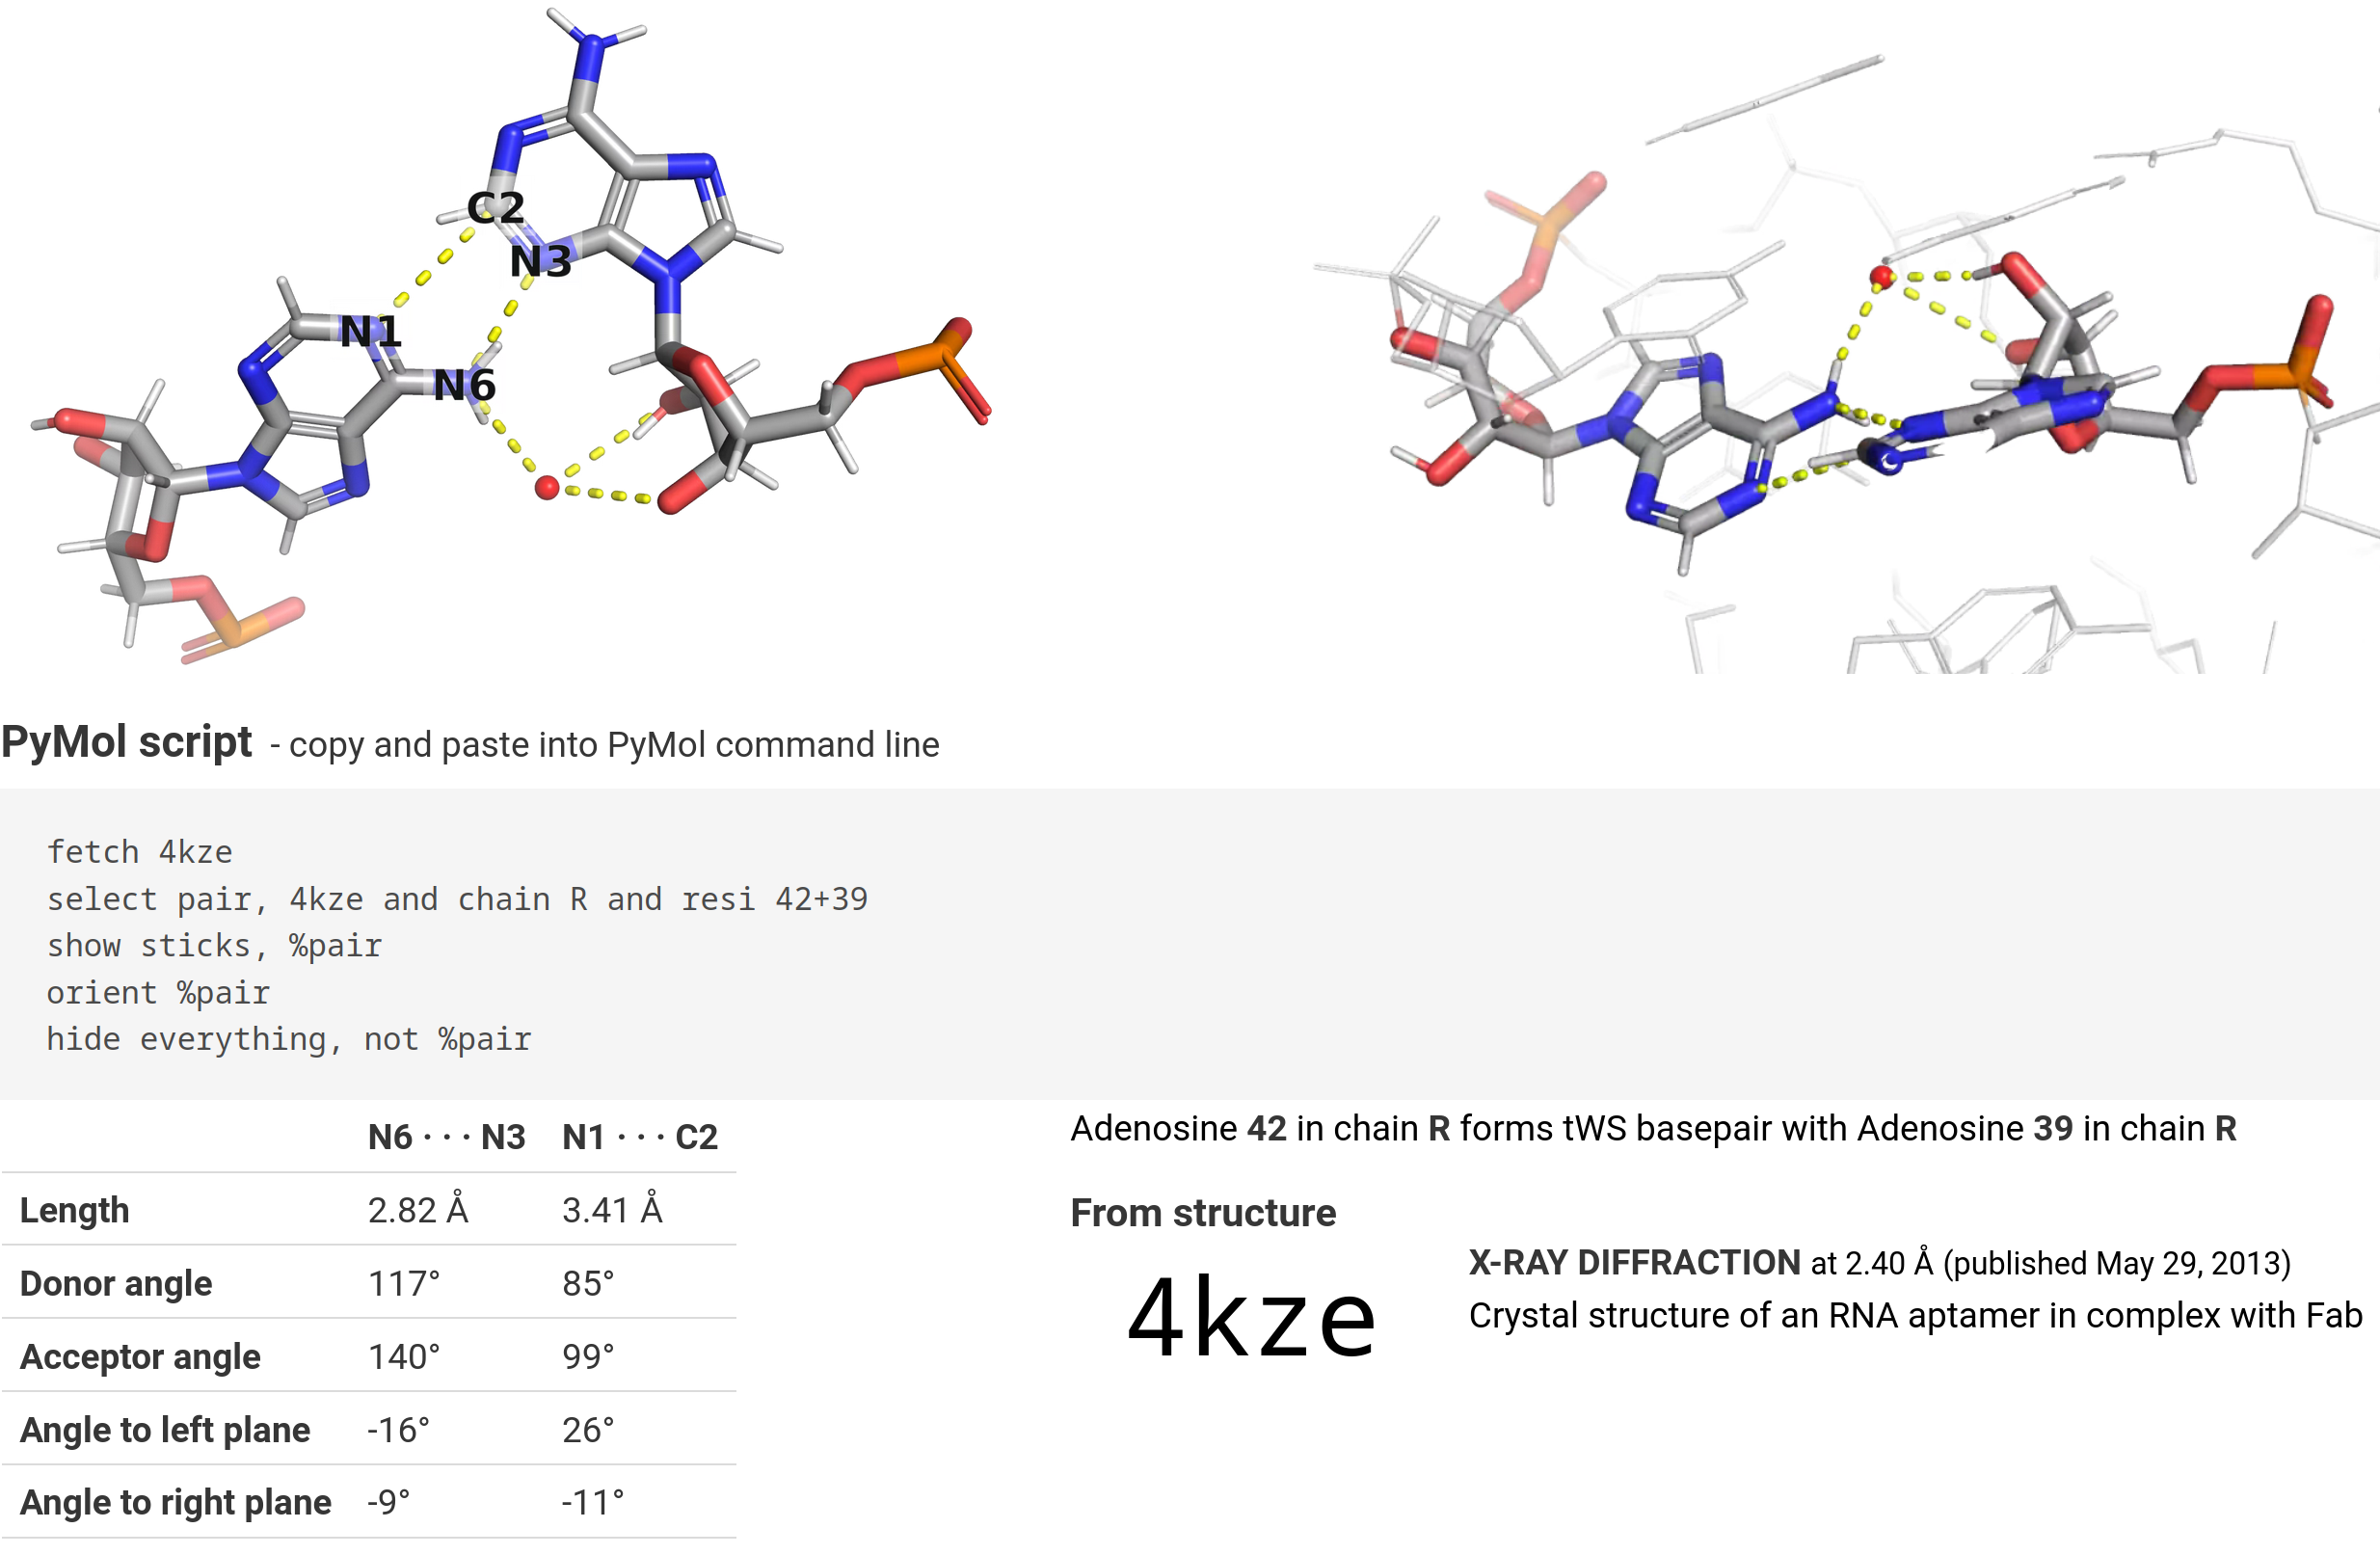 C2
N3
N1
N6
PyMol script - copy and paste into PyMol command line
fetch 4kze
select pair, 4kze and chain R and resi 42+39
show sticks, %pair
orient %pair
hide everything, not %pair
N6 · · · N3 N1 · · · C2
Length 2.82 Å 3.41 Å
Donor angle 117° 85°
Acceptor angle 140° 99°
Angle to left plane -16° 26°
Angle to right plane -9° -11°
Adenosine 42 in chain R forms tWS basepair with Adenosine 39 in chain R
From structure
4kze
X-RAY DIFFRACTION at 2.40 Å (published May 29, 2013)
Crystal structure of an RNA aptamer in complex with Fab